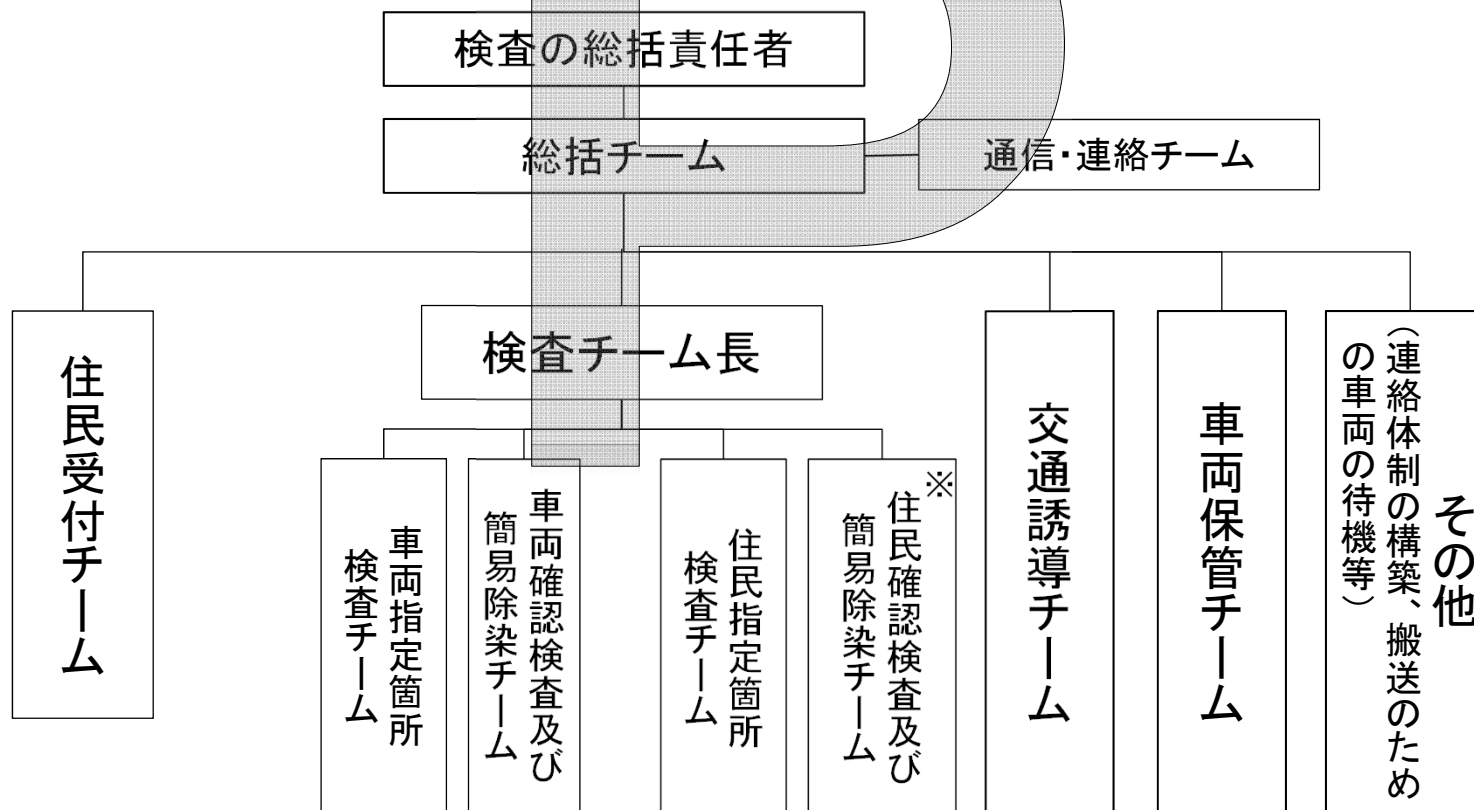 検査の総括責任者
総括チーム
通信・連絡チーム
検査チーム長
住民受付チーム
車両指定箇所
検査チーム
車両確認検査及び
簡易除染チーム
住民指定箇所
検査チーム
※
住民確認検査及び
簡易除染チーム
交通誘導チーム
車両保管チーム
その他
（連絡体制の構築、搬送のため
の車両の待機等）